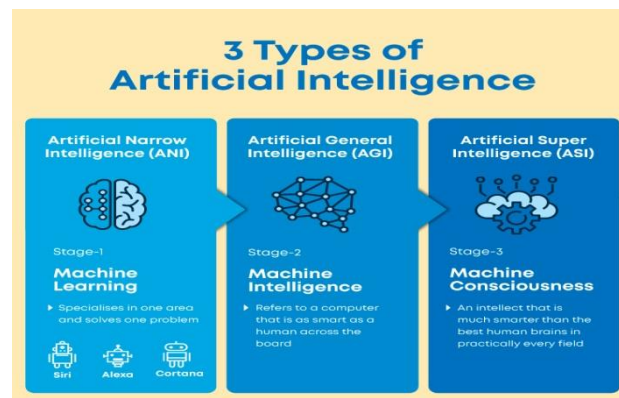 3 Types of
Artificial Intelligence
Artificial Narrow
Intelligence (ANI)
Stage-1
Machine
Learning
Specialises in one area
and solves one problem
Siri
Alexa
Cortana
Artificial General
Intelligence (AGI)
Stage-2
Machine
Intelligence
Refers to a computer
that is as smart as a
human across the
board
Artificial Super
Intelligence (ASI)
Stage-3
Machine
Consciousness
An intellect that is
much smarter than the
best human brains in
practically every field